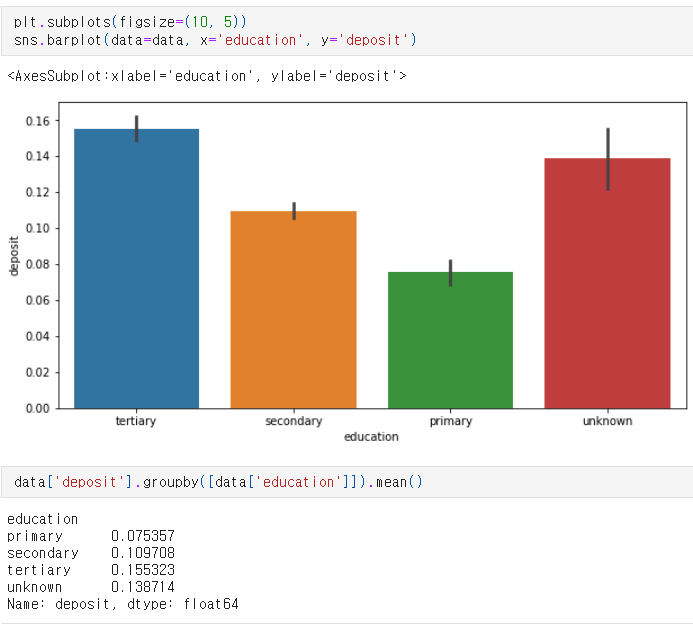 plt.subplots(figsize=(10, 5))
sns.barplot(data=data, x='education', y='deposit')
<AxesSubplot:xlabel='education', ylabel='deposit'>
0.16
0.14
0.12
0.10
0.08
0.06
0.04
0.02
0.00
deposit
tertiary secondary primary unknown
education
data['deposit'].groupby([data['education']]).mean()
education
primary 0.075357
secondary 0.109708
tertiary 0.155323
unknown 0.138714
Name: deposit, dtype: float64